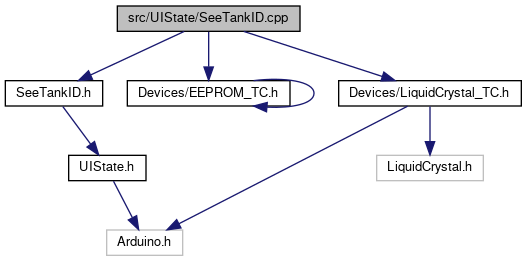 src/UIState/SeeTankID.cpp
SeeTankID.h
Devices/EEPROM_TC.h
Devices/LiquidCrystal_TC.h
UIState.h
LiquidCrystal.h
Arduino.h